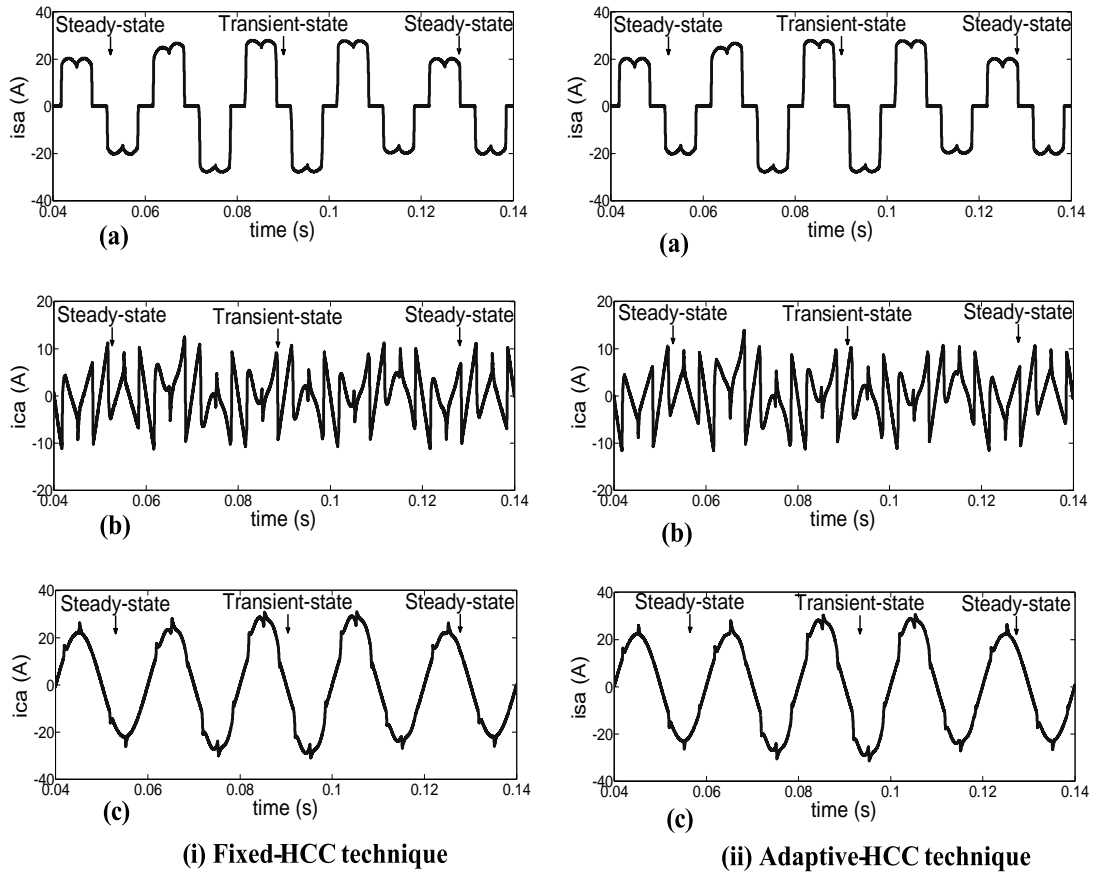 40
20
0
-20
-40
isa (A)
Steady-state
Transient-state
Steady-state
0.04
0.06
0.08
0.1
0.12
0.14
time (s)
(a)
40
20
0
-20
-40
isa (A)
Steady-state
Transient-state
Steady-state
0.04
0.06
0.08
0.1
0.12
0.14
time (s)
(a)
20
10
0
-10
-20
ica (A)
Steady-state
Transient-state
Steady-state
0.04
0.06
0.08
0.1
0.12
0.14
time (s)
(b)
20
10
0
-10
-20
ica (A)
Steady-state
Transient-state
Steady-state
0.04
0.06
0.08
0.1
0.12
0.14
time (s)
(b)
40
20
0
-20
-40
ica (A)
Steady-state
Transient-state
Steady-state
0.04
0.06
0.08
0.1
0.12
0.14
time (s)
(c)
40
20
0
-20
-40
isa (A)
Steady-state
Transient-state
Steady-state
0.04
0.06
0.08
0.1
0.12
0.14
time (s)
(c)
(i) Fixed-HCC technique
(ii) Adaptive-HCC technique